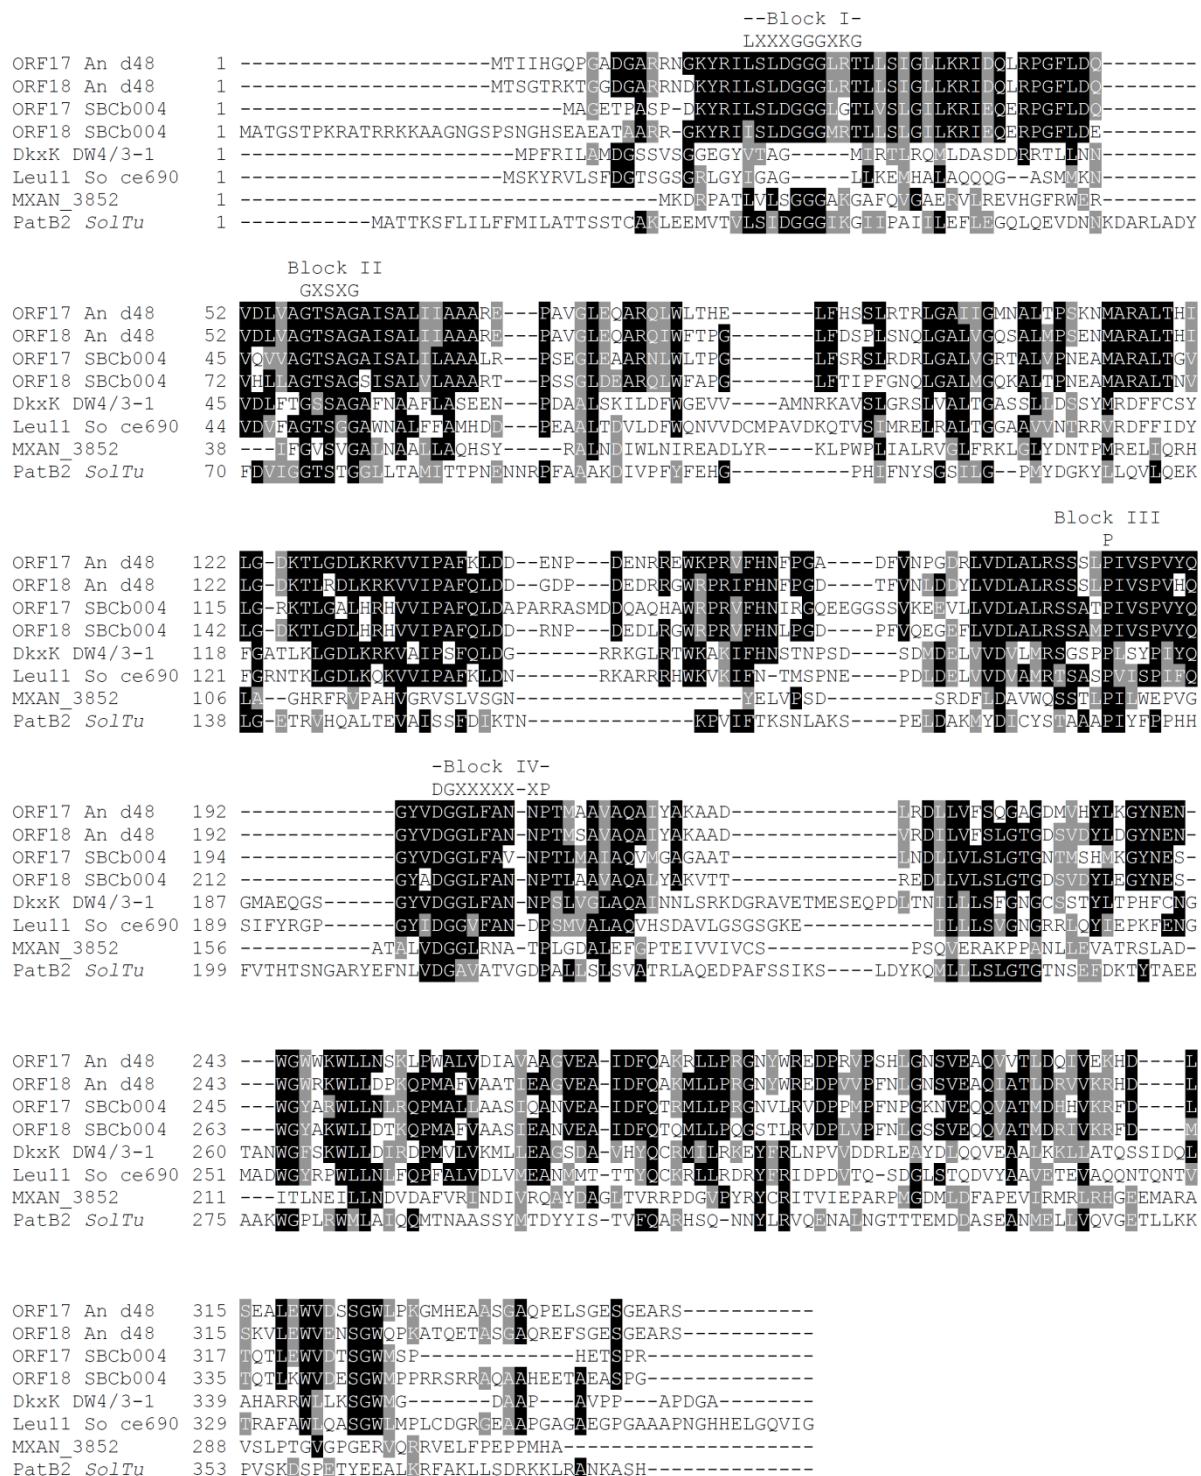 --Block I-
LXXXGGGXKG
ORF17 An d48 1 ---------------------MTIIHGQPGADGARRNGKYRILSLDGGGLRTLLSIGLLKRIDQLRPGFLDQ--------
ORF18 An d48 1 ---------------------MTSGTRKTGGDGARRNDKYRILSLDGGGLRTLLSIGLLKRIDQLRPGFLDQ--------
ORF17 SBCb004 1 ---------------------------MAGETPASP-DKYRILSLDGGGLGTLVSLGILKRIEQERPGFLDQ--------
ORF18 SBCb004 1 MATGSTPKRATRRKKAAGNGSPSNGHSEAEATAARR-GKYRIISLDGGGMRTLLSLGILKRIEQERPGFLDE--------
DkxK DW4/3-1 1 -----------------------MPFRILAMDGSSVSGGEGYVTAG----MIRTLRQMLDASDDRRTLLNN---------
Leu11 So ce690 1 ---------------------MSKYRVLSFDGTSGSGRLGYIGAG----LLKEMHALAQQQG--ASMMKN----------
MXAN_3852 1 -----------------------------------MKDRPATLVLSGGGAKGAFQVGAERVLREVHGFRWER--------
PatB2 SolTu 1 -----------MATTKSFLILFFMILATTSSTCAKLEEMVTVLSIDGGGIKGIIPAIILEFLEGQLQEVDNNKDARLADY
Block II
GXSXG
ORF17 An d48 52 VDLVAGTSAGAISALIIAAARE---PAVGLEQARQLWLTHE------LFHSSLRTRLGAIIGMNALTPSKNMARALTHI
ORF18 An d48 52 VDLVAGTSAGAISALIIAAARE---PAVGLEQARQIWFTPG------LFDSPLSNQLGALVGQSALMPSENMARALTHI
ORF17 SBCb004 45 VQVVAGTSAGAISALILAAALR---PSEGLEAARNLWLTPG------LFSRSLRDRLGALVGRTALVPNEAMARALTGV
ORF18 SBCb004 72 VHLLAGTSAGSISALVLAAART---PSSGLDEARQLWFAPG------LFTIPFGNQLGALMGQKALTPNEAMARALTNV
DkxK DW4/3-1 45 VDLFTGSSAGAFNAAFLASEEN---PDAALSKILDFWGEVV---AMNRKAVSLGRSLVALTGASSLLDSSYMRDFFCSY
Leu11 So ce690 44 VDVFAGTSGGAWNALFFAMHDD---PEAALTDVLDFWQNVVDCMPAVDKQTVSIMRELRALTGGAAVVNTRRVRDFFIDY
MXAN_3852 38 ---IFGVSVGALNAALLAQHSY------RALNDIWLNIREADLYR---KLPWPLIALRVGLFRKLGLYDNTPMRELIQRH
PatB2 SolTu 70 FDVIGGTSTGGLLTAMITTPNENNRPFAAAKDIVPFYFEHG-------PHIFNYSGSILG--PMYDGKYLLQVLQEK
Block III
P
ORF17 An d48 122 LG-DKTLGDLKRKVVIPAFKLDD--ENP--DENRREWKPRVFHNFPGA----DFVNPGDRLVDLALRSSSLPIVSPVYQ
ORF18 An d48 122 LG-DKTLRDLKRKVVIPAFQLDD--GDP--DEDRRGWRPRIFHNFPGD----TFVNLDDYLVDLALRSSSLPIVSPVHQ
ORF17 SBCb004 115 LG-RKTLGALHRHVVIPAFQLDAPARRASMDDQAQHAWRPRVFHNIRGQEEGGSSVKEEVLLVDLALRSSATPIVSPVYQ
ORF18 SBCb004 142 LG-DKTLGDLHRHVVIPAFQLDD--RNP---DEDLRGWRPRVFHNLPGD----PFVQEGEFLVDLALRSSAMPIVSPVYQ
DkxK DW4/3-1 118 FGATLKLGDLKRKVAIPSFQLDG--------RRKGLRTWKAKIFHNSTNPSD----SDMDELVVDVLMRSGSPPLSYPIYQ
Leu11 So ce690 121 FGRNTKLGDLKQKVVIPAFKLDN--------RKARRRHWKVKIFN-TMSPNE----PDLDELVVDVAMRTSASPVISPIFQ
MXAN_3852 106 LA---GHRFRVPAHVGRVSLVSGN-----------------YELVPSD------SRDFLDAVWQSSTLPILWEPVG
PatB2 SolTu 138 LG-ETRVHQALTEVAISSFDIKTN--------------KPVIFTKSNLAKS----PELDAKMYDICYSTAAAPIYFPPHH
-Block IV-
DGXXXXX-XP
ORF17 An d48 192 -------------GYVDGGLFAN-NPTMAAVAQAIYAKAAD--------------LRDLLVFSQGAGDMVHYLKGYNEN-
ORF18 An d48 192 -------------GYVDGGLFAN-NPTMSAVAQAIYAKAAD--------------VRDILVFSLGTGDSVDYLDGYNEN-
ORF17 SBCb004 194 -------------GYVDGGLFAV-NPTLMAIAQVMGAGAAT--------------LNDLLVLSLGTGNTMSHMKGYNES-
ORF18 SBCb004 212 -------------GYADGGLFAN-NPTLAAVAQALYAKVTT--------------REDLLVLSLGTGDSVDYLEGYNES-
DkxK DW4/3-1 187 GMAEQGS------GYVDGGLFAN-NPSLVGLAQAINNLSRKDGRAVETMESEQPDLTNILLLSFGNGCSSTYLTPHFCNG
Leu11 So ce690 219 SIFYRGP------GYIDGGVFAN-DPSMVALAQVHSDAVLGSGSGKE----------ILLLSVGNGRRLQYIEPKFENG
MXAN_3852 156 -----------ATALVDGGLRNA-TPLGDALEFGPTEIVVIVCS-------------PSQVERAKPPANLLEVATRSLAD-
PatB2 SolTu 199 FVTHTSNGARYEFNLVDGAVATVGDPALLSLSVATRLAQEDPAFSSIKS----LDYKQMLLLSLGTGTNSEFDKTYTAEE
ORF17 An d48 243 ---WGWWKWLLNSKLPWALVDIAVAAGVEA-IDFQAKRLLPRGNYWREDPRVPSHLGNSVEAQVVTLDQIVEKHD----L
ORF18 An d48 243 ---WGWRKWLLDPKQPMAFVAATIEAGVEA-IDFQAKMLLPRGNYWREDPVVPFNLGNSVEAQIATLDRVVKRHD----L
ORF17 SBCb004 245 ---WGYARWLLNLRQPMALLAASIQANVEA-IDFQTRMLLPRGNVLRVDPPMPFNPGKNVEQQVATMDHHVKRFD----L
ORF18 SBCb004 263 ---WGYAKWLLDTKQPMAFVAASIEANVEA-IDFQTQMLLPQGSTLRVDPLVPFNLGSSVEQQVATMDRIVKRFD----M
DkxK DW4/3-1 260 TANWGFSKWLLDIRDPMVLVKMLLEAGSDA-VHYQCRMILRKEYFRLNPVVDDRLEAYDLQQVEAALKKLLATQSSIDQL
Leu11 So ce690 251 MADWGYRPWLLNLFQPFALVDLVMEANMMT-TTYQCKRLLRDRYFRIDPDVTQ-SDGLSTQDVYAAVETEVAQQNTQNTV
MXAN_3852 211 ---ITLNEILLNDVDAFVRINDIVRQAYDAGLTVRRPDGVPYRYCRITVIEPARPMGDMLDFAPEVIRMRLRHGEEMARA
PatB2 SolTu 275 AAKWGPLRWMLAIQQMTNAASSYMTDYYIS-TVFQARHSQ-NNYLRVQENALNGTTTEMDDASEANMELLVQVGETLLKK
ORF17 An d48 315 SEALEWVDSSGWLPKGMHEAASGAQPELSGESGEARS-----------
ORF18 An d48 315 SKVLEWVENSGWQPKATQETASGAQREFSGESGEARS-----------
ORF17 SBCb004 317 TQTLEWVDTSGWMSP-------------HETSPR--------------
ORF18 SBCb004 335 TQTLKWVDESGWMPPRRSRRAQAAHEETAEASPG--------------
DkxK DW4/3-1 339 AHARRWLLKSGWMG------DAAP---AVPP---APDGA---------
Leu11 So ce690 329 TRAFAWLQASGWLMPLCDGRGEAAPGAGAEGPGAAAPNGHHELGQVIG
MXAN_3852 288 VSLPTGVGPGERVQRRVELFPEPPMHA---------------------
PatB2 SolTu 353 PVSKDSPETYEEALKRFAKLLSDRKKLRANKASH--------------